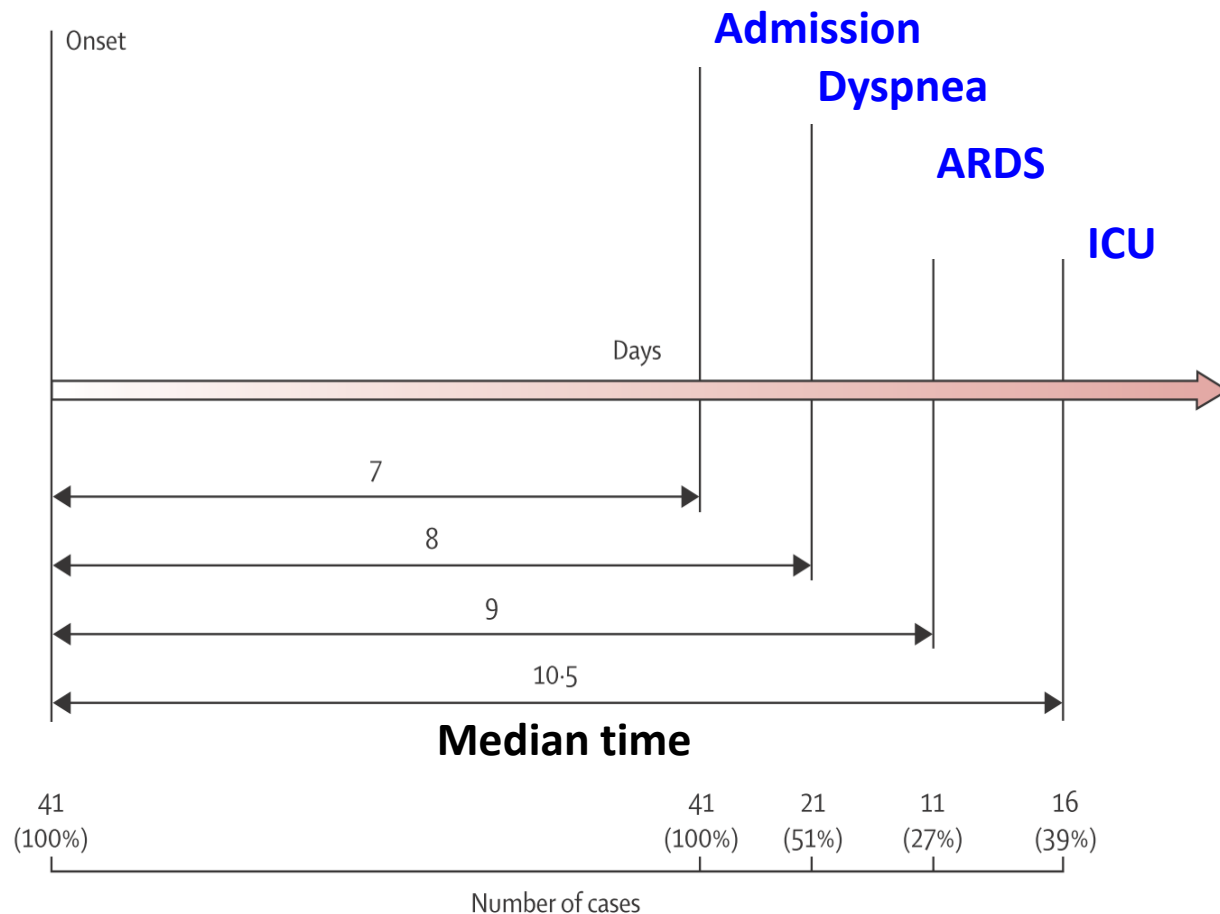 Onset
Admission
Dyspnea
ARDS
ICU
Days
7
8
9
10·5
Median time
41 41 21 11 16
(100%) (100%) (51%) (27%) (39%)
Number of cases